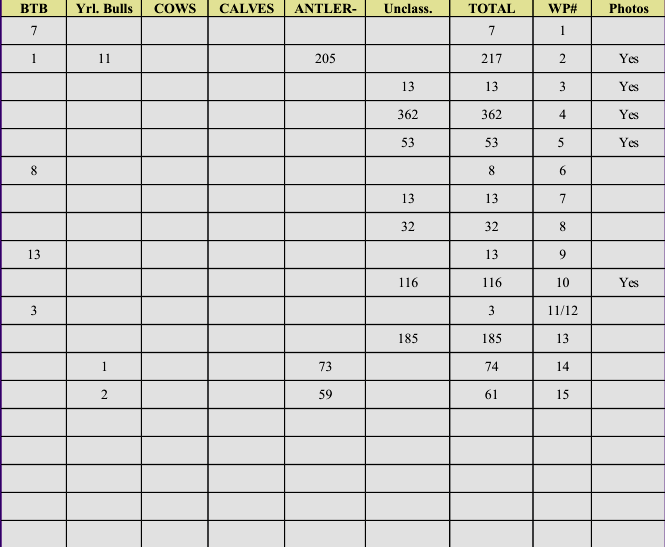 BTB Yrl. Bulls COWS CALVES ANTLER- Unclass. TOTAL WP# Photos
7 7 1
1 11 205 217 2 Yes
13 13 3 Yes
362 362 4 Yes
53 53 5 Yes
8 8 6
13 13 7
32 32 8
13 13 9
116 116 10 Yes
3 3 11/12
185 185 13
1 73 74 14
2 59 61 15